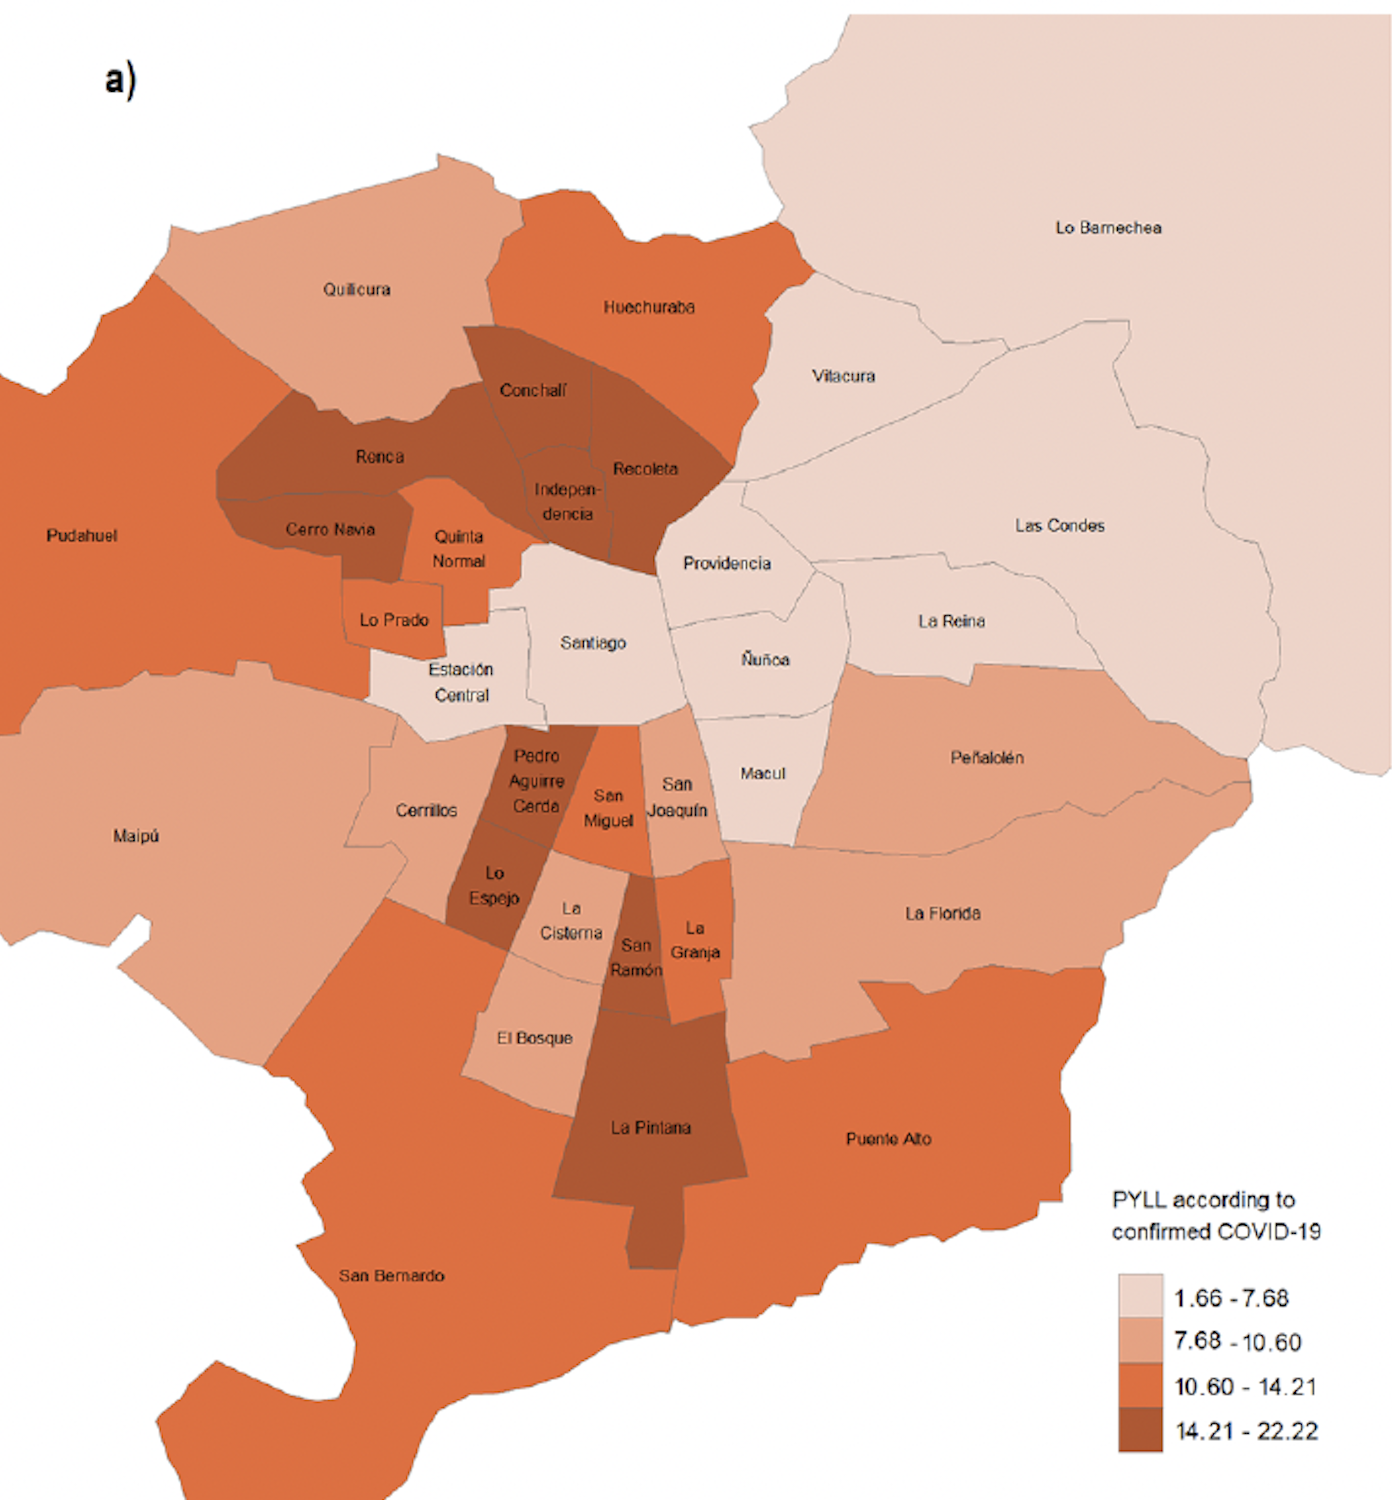 a)
Lo Barnechea
Quilicura
Huechuraba
Vitacura
Conchalí
Renca
Recoleta
Indepen-
dencia
Las Condes
Cerro Navia
Pudahuel
Quinta
Normal
Providencia
Lo Prado
La Reina
Santiago
Ñuñoa
Estación
Central
Pedro
Aguirre
Cerda
Peñalolén
Macul
San
Joaquín
San
Miguel
Cerrillos
Maipú
Lo
Espejo
La
Cisterna
La Florida
La
Granja
San
Ramón
El Bosque
La Pintana
Puente Alto
San Bernardo
PYLL according to
confirmed COVID-19
1.66 - 7.68
7.68 - 10.60
10.60 - 14.21
14.21 - 22.22